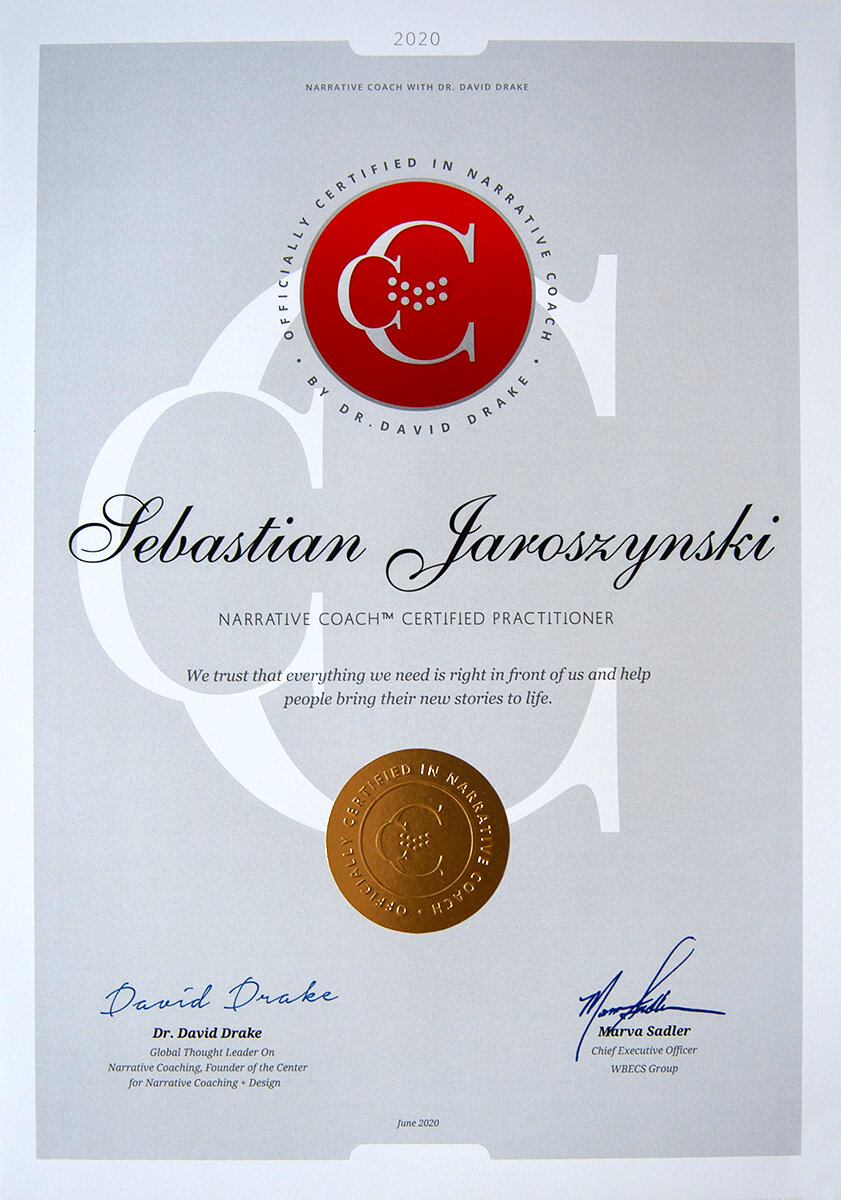 2020
NARRATIVE COACH WITH DR. DAVID DRAKE
OFFICIALLY CERTIFIED IN NARRATIVE COACH
• BY DR. DAVID DRAKE •
Sebastian Jaroszynski
NARRATIVE COACH™ CERTIFIED PRACTITIONER
We trust that everything we need is right in front of us and help
people bring their new stories to life.
OFFICIALLY CERTIFIED IN NARRATIVE COACH •
David Drake
Dr. David Drake
Global Thought Leader On
Narrative Coaching, Founder of the Center
for Narrative Coaching + Design
Marva Sadler
Marva Sadler
Chief Executive Officer
WBECS Group
June 2020